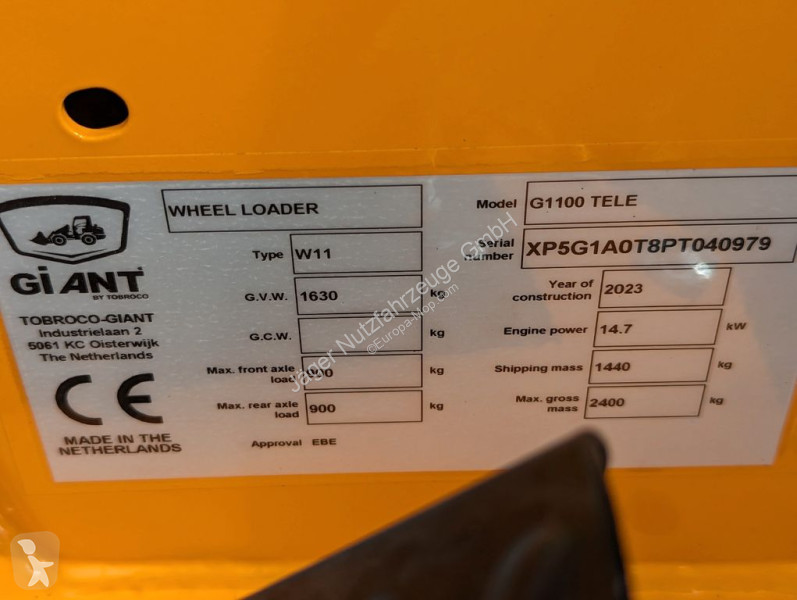 WHEEL LOADER
Model G1100 TELE
Type W11
Serial number XP5G1A0T8PT040979
GiANT
BY TOBROCO
G.V.W. 1630 kg
Year of construction 2023
TOBROCO-GIANT
Industrielaan 2
5061 KC Oisterwijk
The Netherlands
G.C.W. kg
Engine power 14.7 kW
Max. front axle load kg
Shipping mass 1440 kg
CE
Max. rear axle load 900 kg
Max. gross mass 2400 kg
MADE IN THE
NETHERLANDS
Approval EBE
Jäger Nutzfahrzeuge GmbH
©Europa-Mop.com